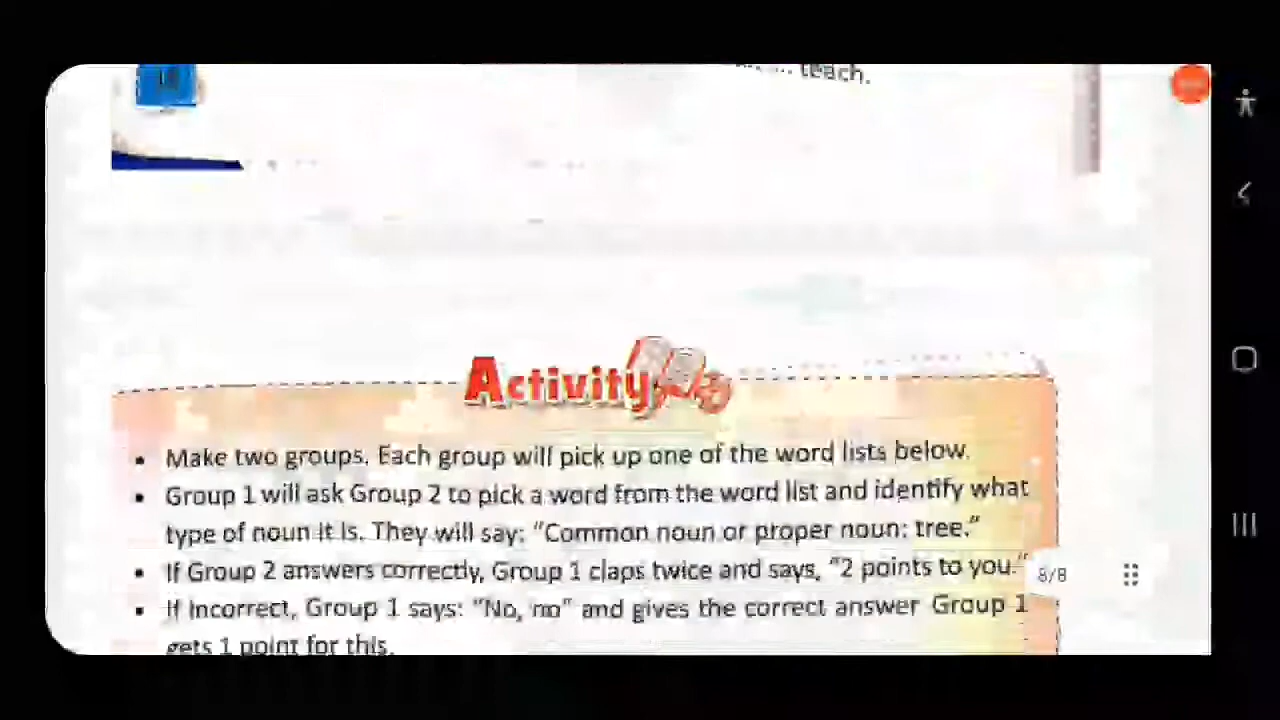 teach.
Activity
• Make two groups. Each group will pick up one of the word lists below.
• Group 1 will ask Group 2 to pick a word from the word list and identify what
type of noun it is. They will say: "Common noun or proper noun: tree."
• If Group 2 answers correctly, Group 1 claps twice and says, "2 points to you."
8/8
• If incorrect, Group 1 says: "No, no" and gives the correct answer Group 1
gets 1 point for this.